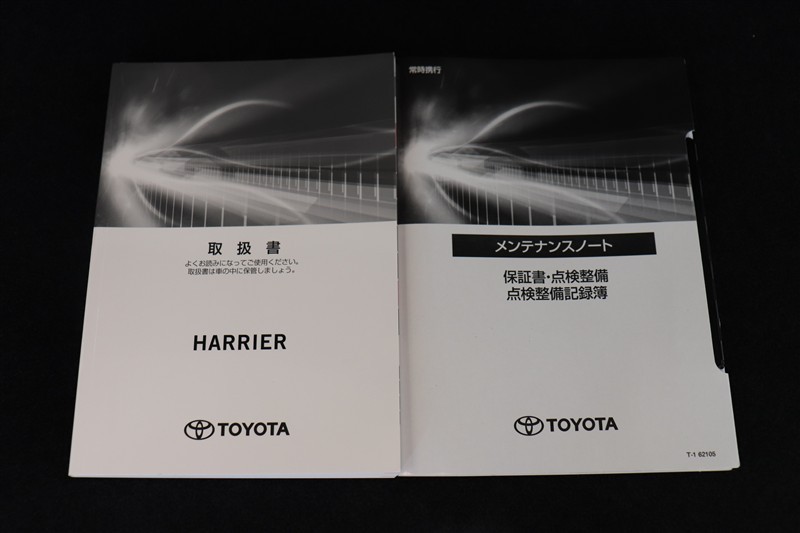 取扱書
よくお読みになってご使用ください。
取扱書は車の中に保管しましょう。
HARRIER
TOYOTA
常時携行
メンテナンスノート
保証書・点検整備
点検整備記録簿
TOYOTA
T-1 62105